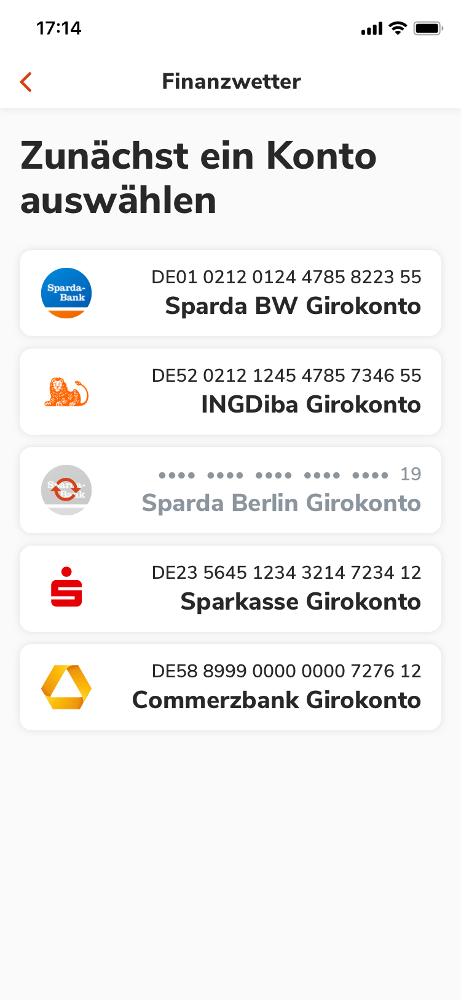 17:14
Finanzwetter
Zunächst ein Konto
auswählen
Sparda-
Bank
DE01 0212 0124 4785 8223 55
Sparda BW Girokonto
DE52 0212 1245 4785 7346 55
INGDiba Girokonto
Sparda-
Bank
•••• •••• •••• •••• •••• 19
Sparda Berlin Girokonto
DE23 5645 1234 3214 7234 12
Sparkasse Girokonto
DE58 8999 0000 0000 7276 12
Commerzbank Girokonto